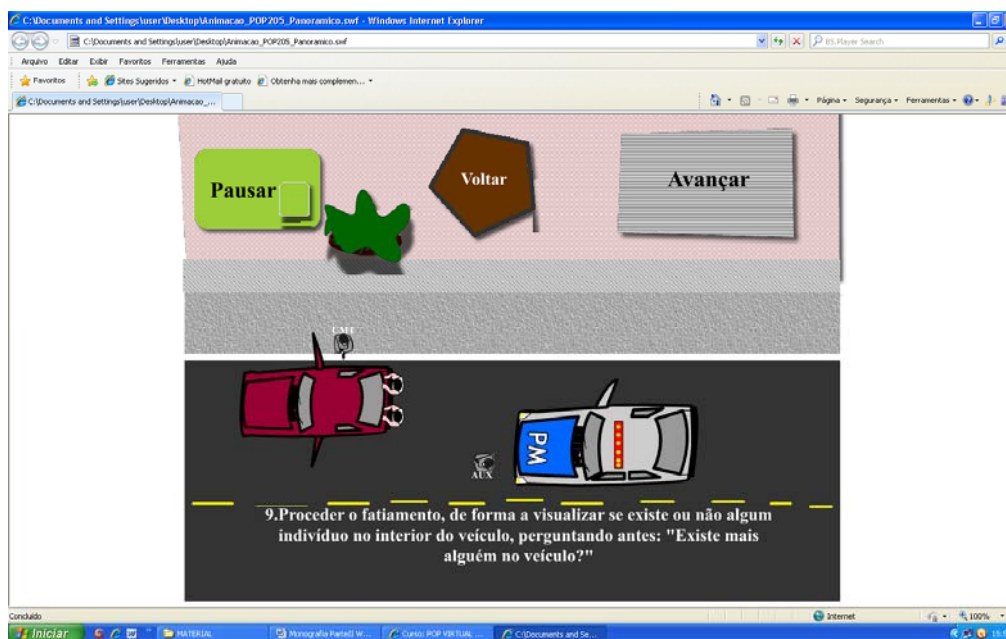 C:\Documents and Settings\user\Desktop\Animacao_POP205_Panoramico.swf - Windows Internet Explorer
C:\Documents and Settings\user\Desktop\Animacao_POP205_Panoramico.swf
BS.Player Search
Arquivo Editar Exibir Favoritos Ferramentas Ajuda
Favoritos Sites Sugeridos HotMail gratuito Obtenha mais complemen...
C:\Documents and Settings\user\Desktop\Animacao_... Página Segurança Ferramentas
Pausar
Voltar
Avançar
PM
AUX
9.Proceder o fatiamento, de forma a visualizar se existe ou não algum
indivíduo no interior do veículo, perguntando antes: "Existe mais
alguém no veículo?"
Concluído Internet 100%
Iniciar MATERIAL Monografia Parte(I) W... Curso: POP VIRTUAL ... C:\Documents and Se...